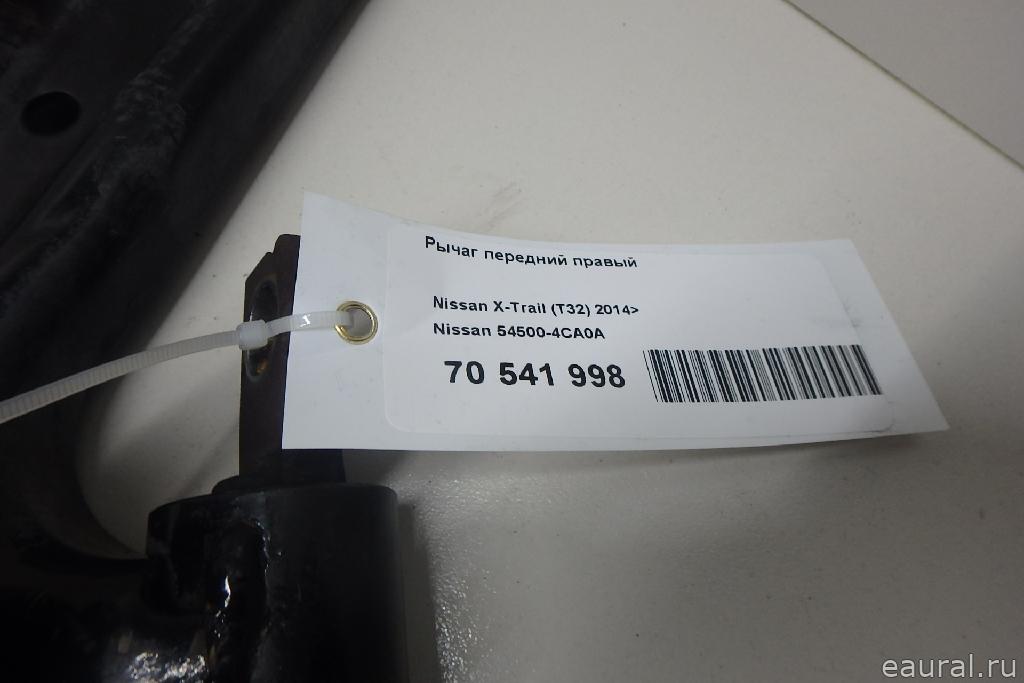 Рычаг передний правый
Nissan X-Trail (T32) 2014>
Nissan 54500-4CA0A
70 541 998
eaural.ru